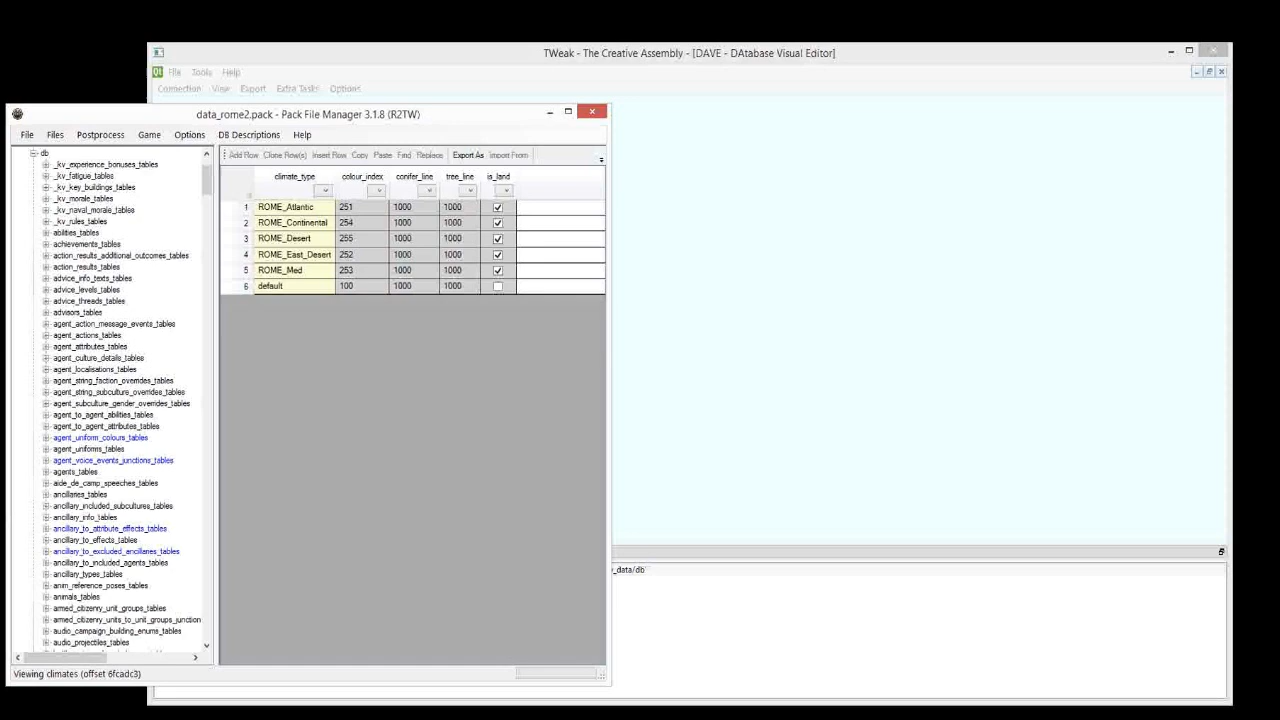 TWeak - The Creative Assembly - [DAVE - DAtabase Visual Editor]
Qt File Tools Help
Connection View Export Extra Tasks Options
data_rome2.pack - Pack File Manager 3.1.8 (R2TW)
File Files Postprocess Game Options DB Descriptions Help
Add Row Clone Row(s) Insert Row Copy Paste Find Replace Export As Import From
climate_type colour_index conifer_line tree_line is_land
1 ROME_Atlantic 251 1000 1000
2 ROME_Continental 254 1000 1000
3 ROME_Desert 255 1000 1000
4 ROME_East_Desert 252 1000 1000
5 ROME_Med 253 1000 1000
6 default 100 1000 1000
db
_kv_experience_bonuses_tables
_kv_fatigue_tables
_kv_key_buildings_tables
_kv_morale_tables
_kv_naval_morale_tables
_kv_rules_tables
abilities_tables
achievements_tables
action_results_additional_outcomes_tables
action_results_tables
advice_info_texts_tables
advice_levels_tables
advice_threads_tables
advisors_tables
agent_action_message_events_tables
agent_actions_tables
agent_attributes_tables
agent_culture_details_tables
agent_localisations_tables
agent_string_faction_overrides_tables
agent_string_subculture_overrides_tables
agent_subculture_gender_overrides_tables
agent_to_agent_abilities_tables
agent_to_agent_attributes_tables
agent_uniform_colours_tables
agent_uniforms_tables
agent_voice_events_junctions_tables
agents_tables
aide_de_camp_speeches_tables
ancillaries_tables
ancillary_included_subcultures_tables
ancillary_info_tables
ancillary_to_attribute_effects_tables
ancillary_to_effects_tables
ancillary_to_excluded_ancillaries_tables
ancillary_to_included_agents_tables
ancillary_types_tables
anim_reference_poses_tables
animals_tables
armed_citizenry_unit_groups_tables
armed_citizenry_units_to_unit_groups_junction
audio_campaign_building_enums_tables
audio_projectiles_tables
_data/db'
Viewing climates (offset 6fcadc3)